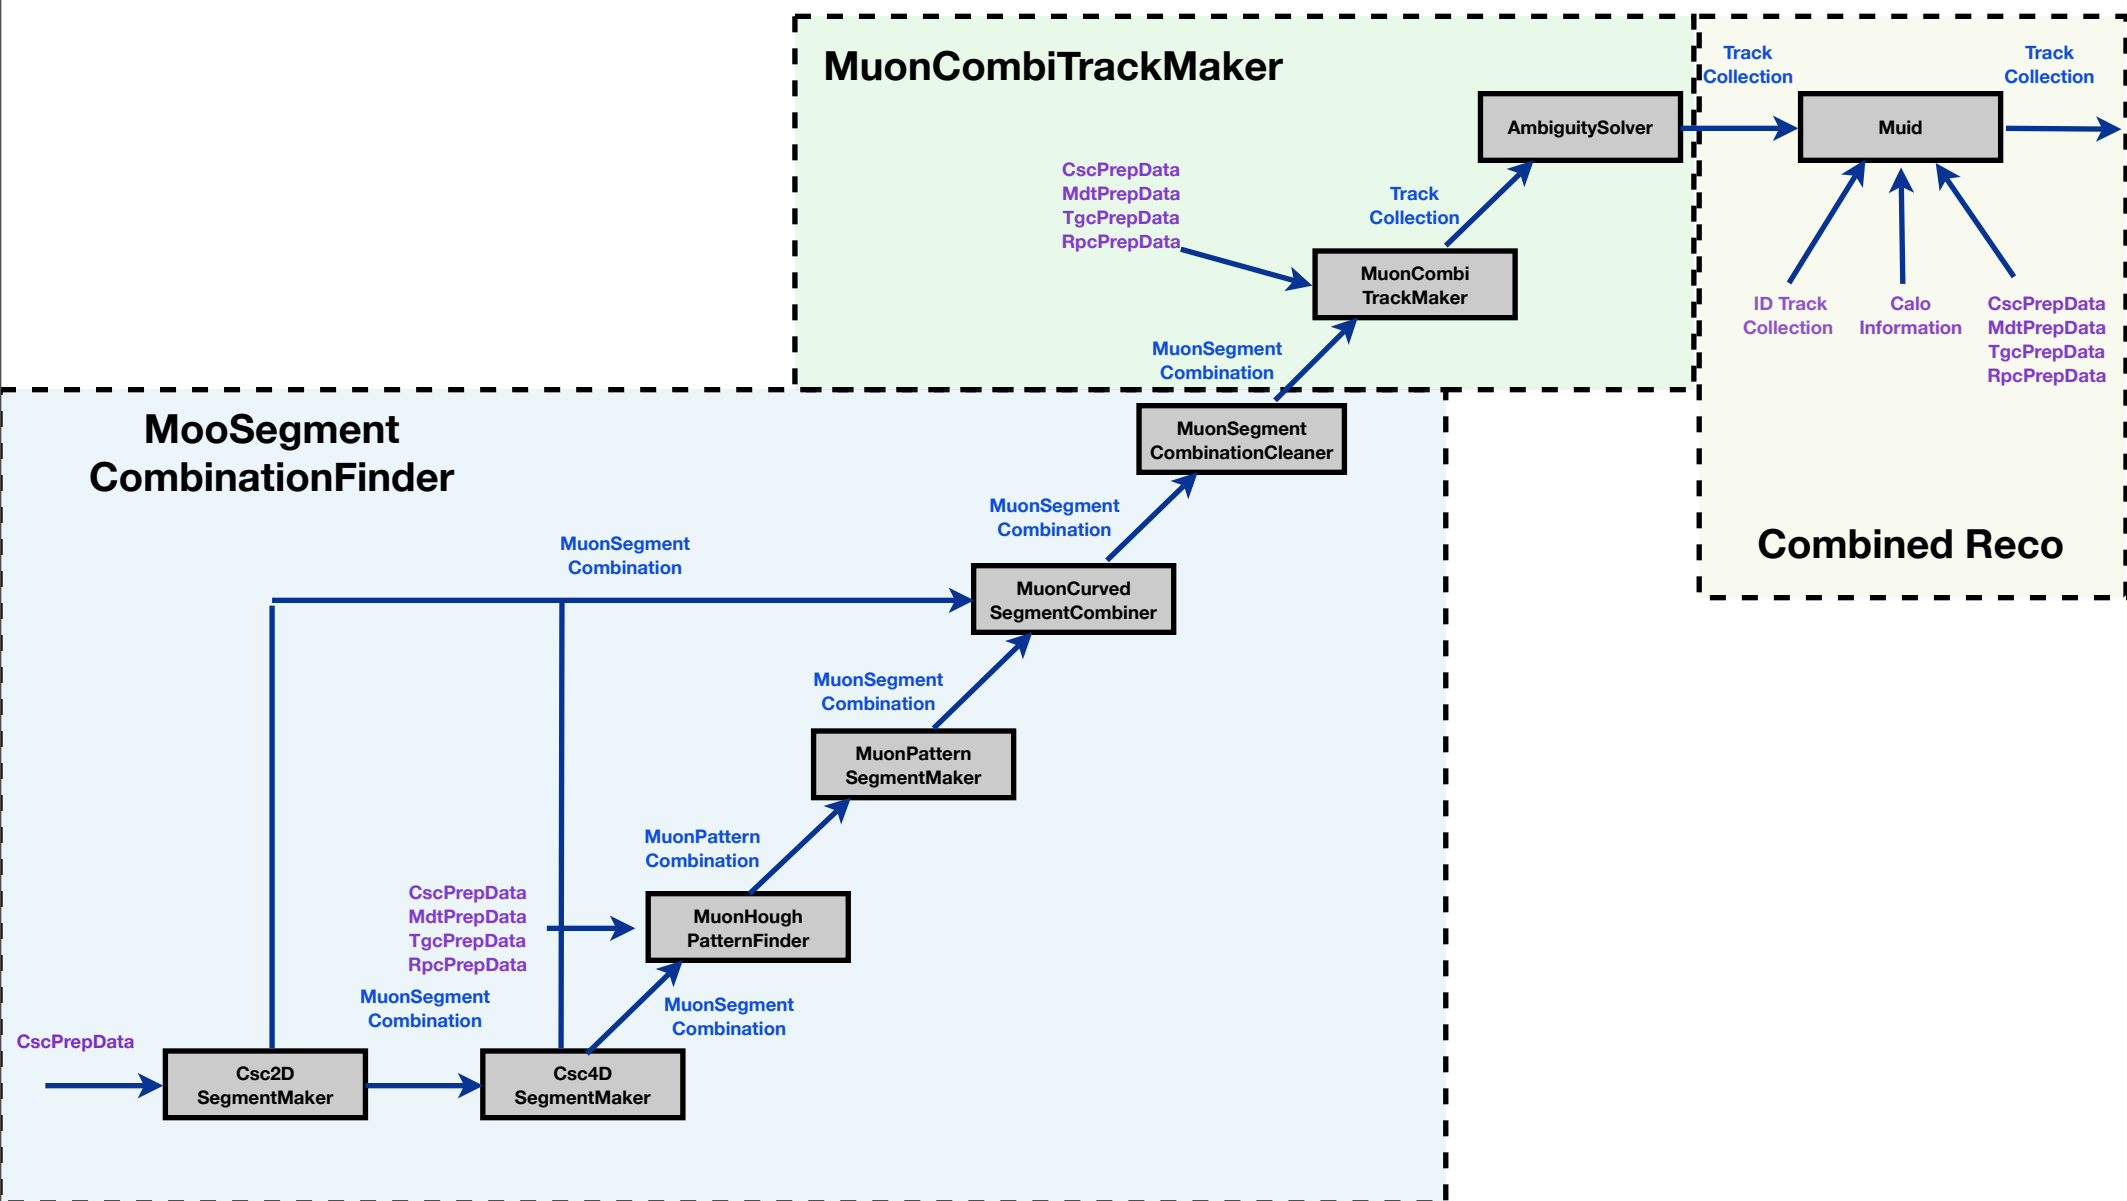 MuonCombiTrackMaker
Track
Collection
Track
Collection
AmbiguitySolver
Muid
CscPrepData
MdtPrepData
TgcPrepData
RpcPrepData
Track
Collection
MuonCombi
TrackMaker
ID Track
Collection
Calo
Information
CscPrepData
MdtPrepData
TgcPrepData
RpcPrepData
MuonSegment
Combination
MooSegment
CombinationFinder
MuonSegment
CombinationCleaner
MuonSegment
Combination
Combined Reco
MuonSegment
Combination
MuonCurved
SegmentCombiner
MuonSegment
Combination
MuonPattern
SegmentMaker
MuonPattern
Combination
CscPrepData
MdtPrepData
TgcPrepData
RpcPrepData
MuonHough
PatternFinder
MuonSegment
Combination
MuonSegment
Combination
CscPrepData
Csc2D
SegmentMaker
Csc4D
SegmentMaker